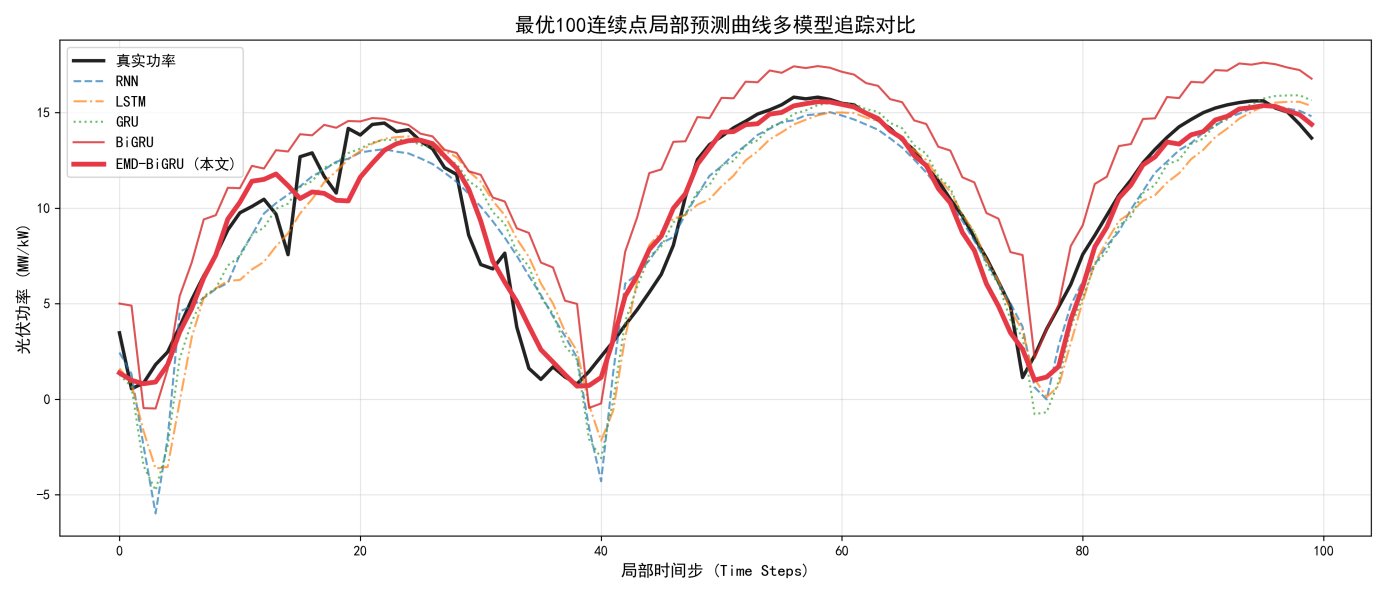 最优100连续点局部预测曲线多模型追踪对比
真实功率
RNN
LSTM
GRU
BiGRU
EMD-BiGRU (本文)
光伏功率 (MW/kW)
15
10
5
0
−5
0
20
40
60
80
100
局部时间步 (Time Steps)